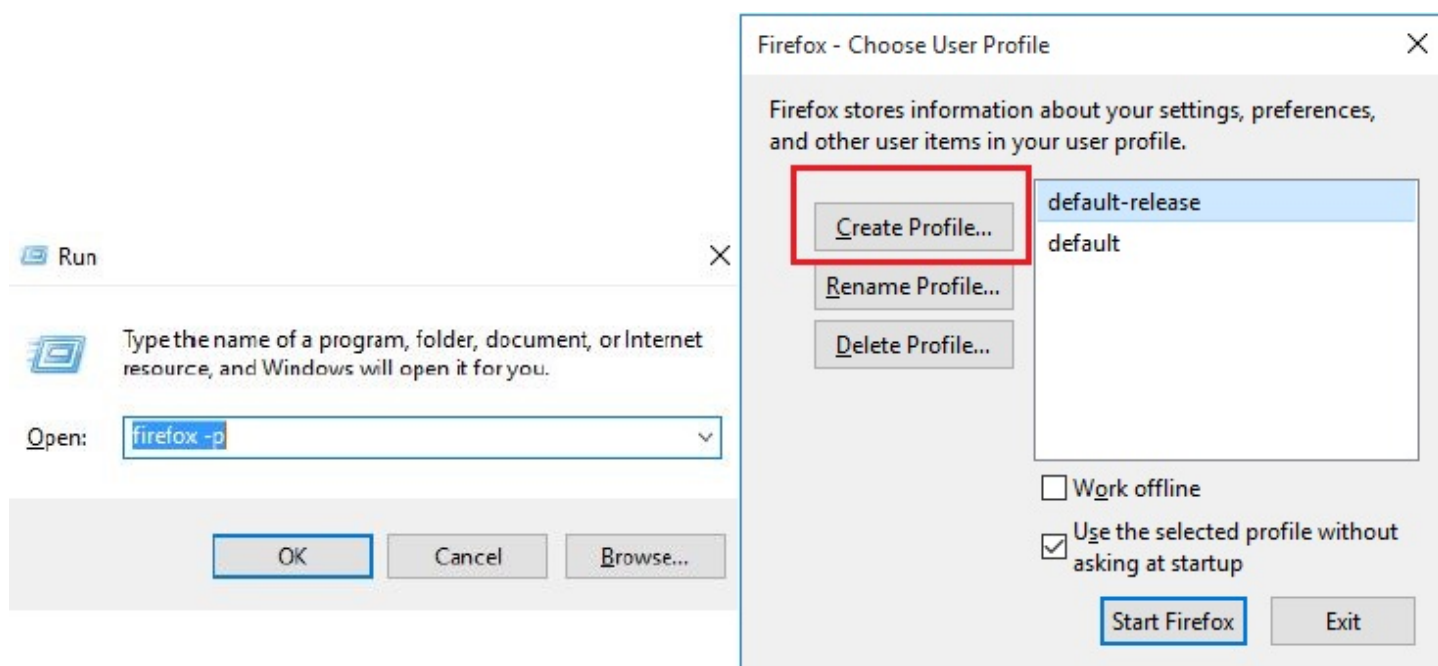 Run
Type the name of a program, folder, document, or Internet
resource, and Windows will open it for you.
Open:
firefox -p
OK
Cancel
Browse...
Firefox - Choose User Profile
Firefox stores information about your settings, preferences,
and other user items in your user profile.
Create Profile...
Rename Profile...
Delete Profile...
default-release
default
Work offline
Use the selected profile without
asking at startup
Start Firefox
Exit